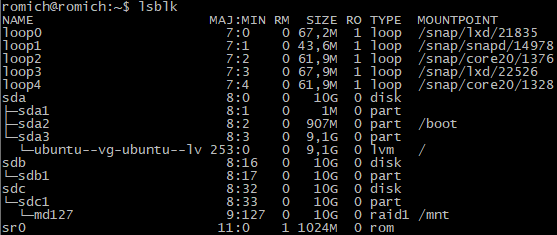 romich@romich:~$ lsblk
NAME                      MAJ:MIN RM  SIZE RO TYPE  MOUNTPOINT
loop0                       7:0    0 67,2M  1 loop  /snap/lxd/21835
loop1                       7:1    0 43,6M  1 loop  /snap/snapd/14978
loop2                       7:2    0 61,9M  1 loop  /snap/core20/1376
loop3                       7:3    0 67,9M  1 loop  /snap/lxd/22526
loop4                       7:4    0 61,9M  1 loop  /snap/core20/1328
sda                         8:0    0   10G  0 disk
├─sda1                      8:1    0    1M  0 part
├─sda2                      8:2    0  907M  0 part  /boot
└─sda3                      8:3    0  9,1G  0 part
  └─ubuntu--vg-ubuntu--lv 253:0    0  9,1G  0 lvm   /
sdb                         8:16   0   10G  0 disk
└─sdb1                      8:17   0   10G  0 part
sdc                         8:32   0   10G  0 disk
└─sdc1                      8:33   0   10G  0 part
  └─md127                   9:127  0   10G  0 raid1 /mnt
sr0                        11:0    1 1024M  0 rom